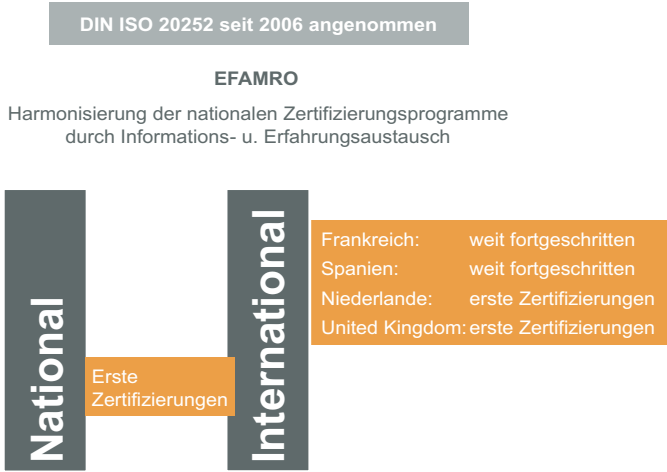 DIN ISO 20252 seit 2006 angenommen
EFAMRO
Harmonisierung der nationalen Zertifizierungsprogramme
durch Informations- u. Erfahrungsaustausch
National
Erste
Zertifizierungen
International
Frankreich: weit fortgeschritten
Spanien: weit fortgeschritten
Niederlande: erste Zertifizierungen
United Kingdom: erste Zertifizierungen